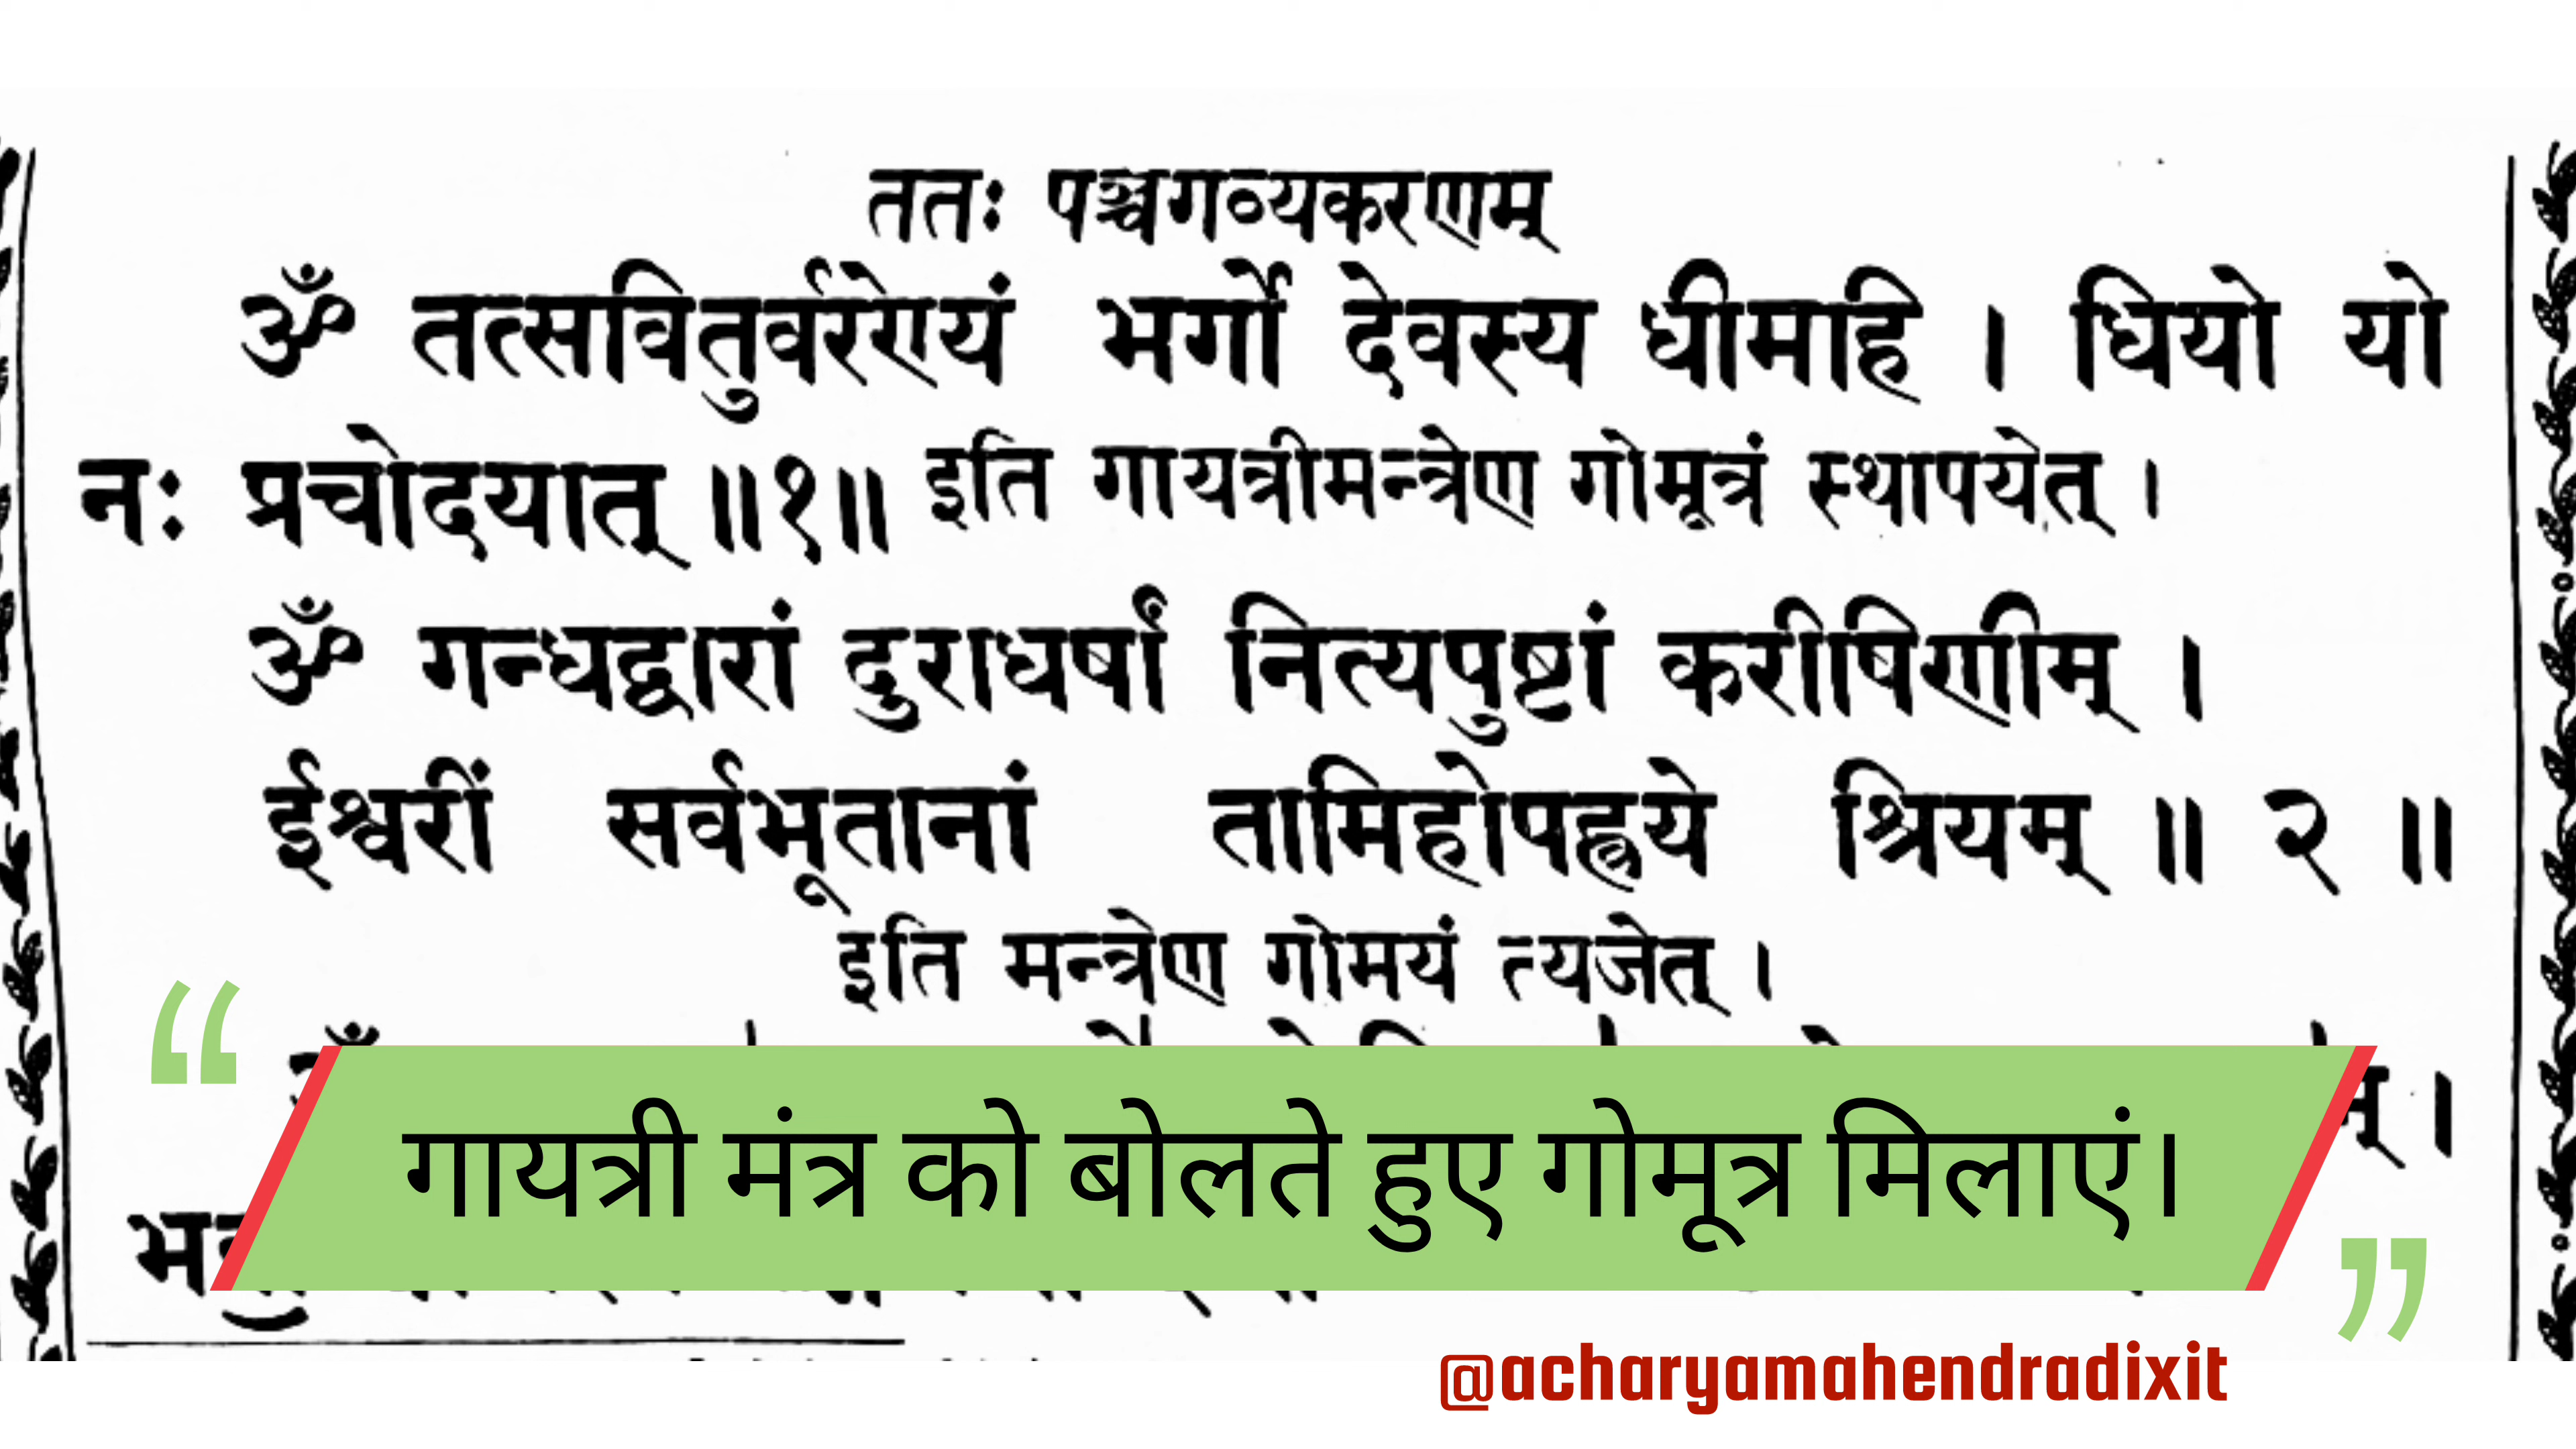 ततः पञ्चगव्यकरणम्
ॐ तत्सवितुर्वरेण्यं भर्गो देवस्य धीमहि । धियो यो
नः प्रचोदयात् ॥१॥ इति गायत्रीमन्त्रेण गोमूत्रं स्थापयेत् ।
ॐ गन्धद्वारां दुराधर्षां नित्यपुष्टां करीषिणीम् ।
ईश्वरीं सर्वभूतानां तामिहोपह्वये श्रियम् ॥ २ ॥
इति मन्त्रेण गोमयं त्यजेत् ।
“
गायत्री मंत्र को बोलते हुए गोमूत्र मिलाएं।
”
@acharyamahendradixit